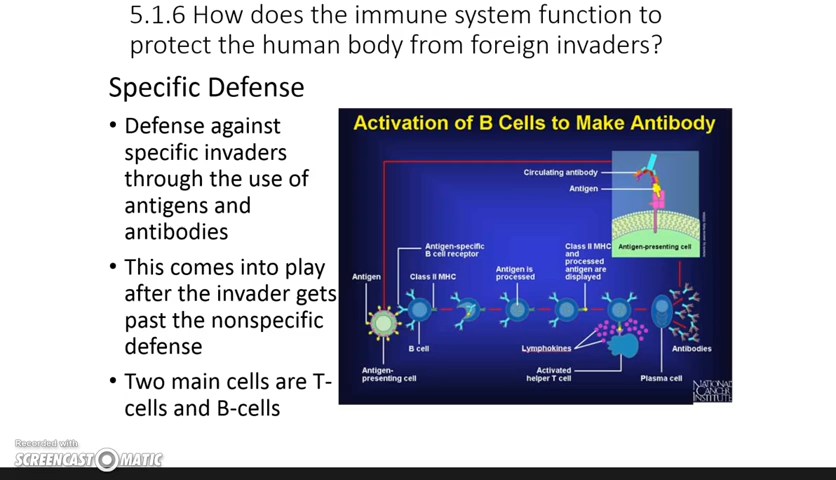 5.1.6 How does the immune system function to
protect the human body from foreign invaders?
Specific Defense
• Defense against
specific invaders
through the use of
antigens and
antibodies
• This comes into play
after the invader gets
past the nonspecific
defense
• Two main cells are T-
cells and B-cells
Activation of B Cells to Make Antibody
Circulating antibody
Antigen
Antigen-presenting cell
Antigen-specific
B cell receptor
Class II MHC
and
processed
antigen are
displayed
Antigen is
processed
Antigen
Class II MHC
B cell
Lymphokines
Antibodies
Antigen-
presenting cell
Activated
helper T cell
Plasma cell
NATIONAL
CANCER
INSTITUTE
Recorded with
SCREENCAST MATIC